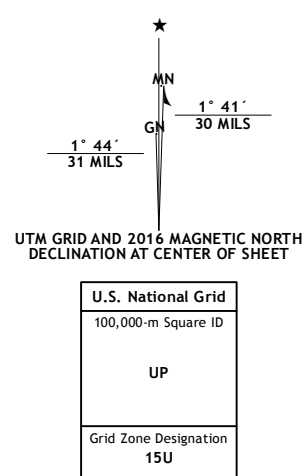 ★
MN
1° 41´
30 MILS
GN
1° 44´
31 MILS
UTM GRID AND 2016 MAGNETIC NORTH
DECLINATION AT CENTER OF SHEET
U.S. National Grid
100,000-m Square ID
UP
Grid Zone Designation
15U